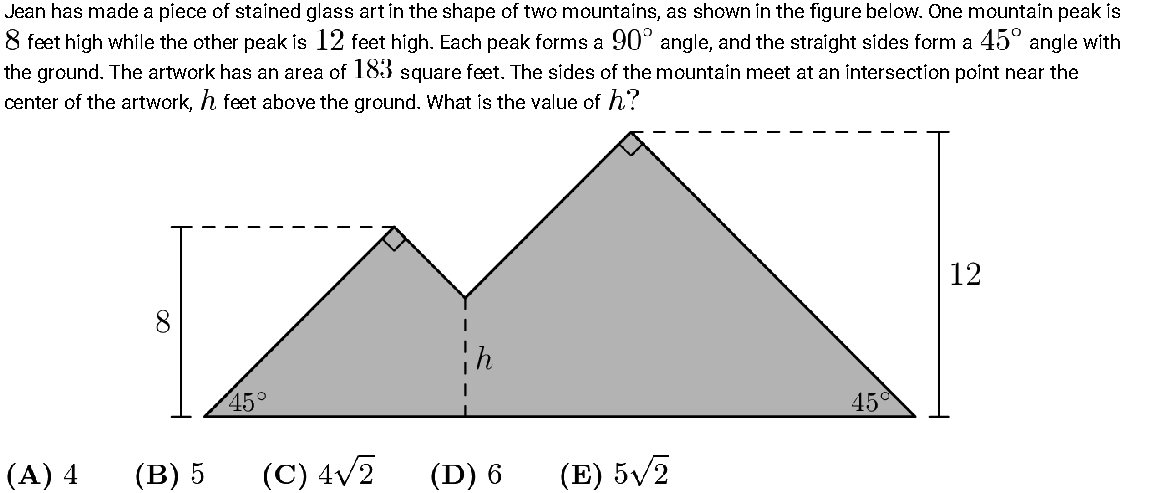 Jean has made a piece of stained glass art in the shape of two mountains, as shown in the figure below. One mountain peak is
8 feet high while the other peak is 12 feet high. Each peak forms a 90° angle, and the straight sides form a 45° angle with
the ground. The artwork has an area of 183 square feet. The sides of the mountain meet at an intersection point near the
center of the artwork, h feet above the ground. What is the value of h?
12
8
h
45°
45°
(A) 4 (B) 5 (C) 4√2 (D) 6 (E) 5√2